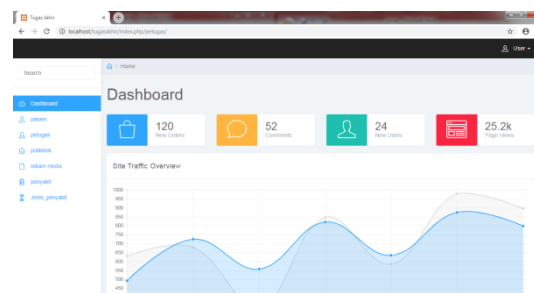 Tugas Akhir
localhost/tugasakhir/index.php/petugas/
User
Search
/ Home
Dashboard
Dashboard
pasien
petugas
poliklinik
rekam medis
penyakit
Jenis_penyakit
120
New Orders
52
Comments
24
New Users
25.2k
Page Views
Site Traffic Overview
1000
950
900
850
800
750
700
650
600
550
500
450